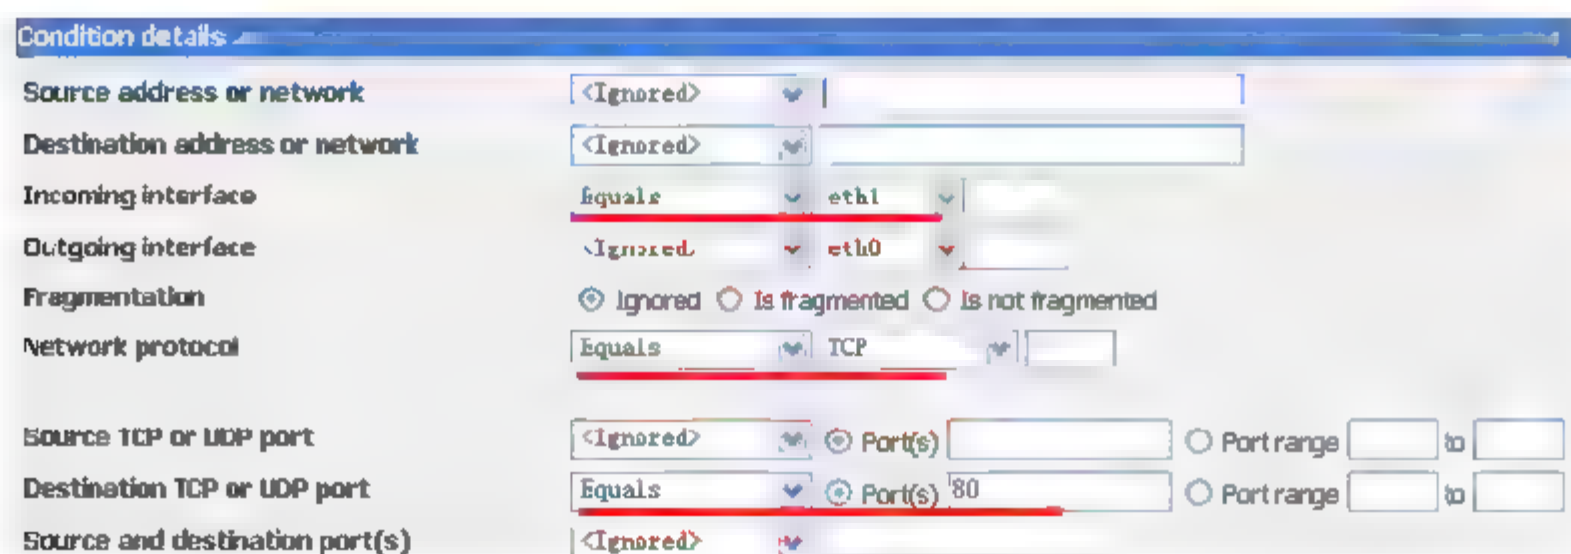 Condition details
Source address or network <Ignored>
Destination address or network <Ignored>
Incoming interface Equals eth1
Outgoing interface <Ignored> eth0
Fragmentation Ignored Is fragmented Is not fragmented
Network protocol Equals TCP
Source TCP or UDP port <Ignored> Port(s) Port range to
Destination TCP or UDP port Equals Port(s) 80 Port range to
Source and destination port(s) <Ignored>